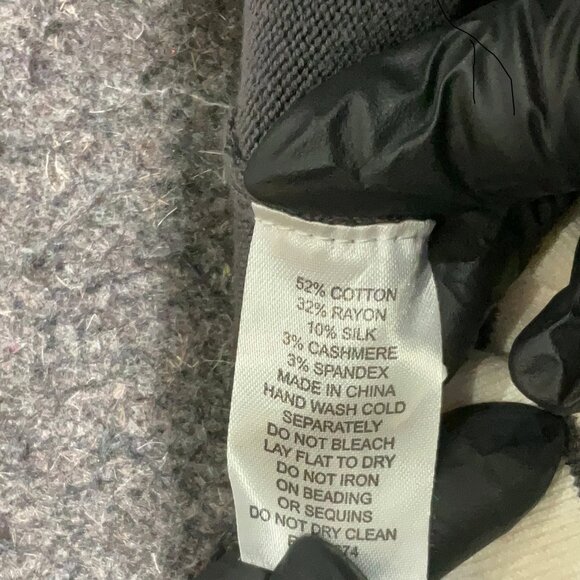 52% COTTON
32% RAYON
10% SILK
3% CASHMERE
3% SPANDEX
MADE IN CHINA
HAND WASH COLD
SEPARATELY
DO NOT BLEACH
LAY FLAT TO DRY
DO NOT IRON
ON BEADING
OR SEQUINS
DO NOT DRY CLEAN